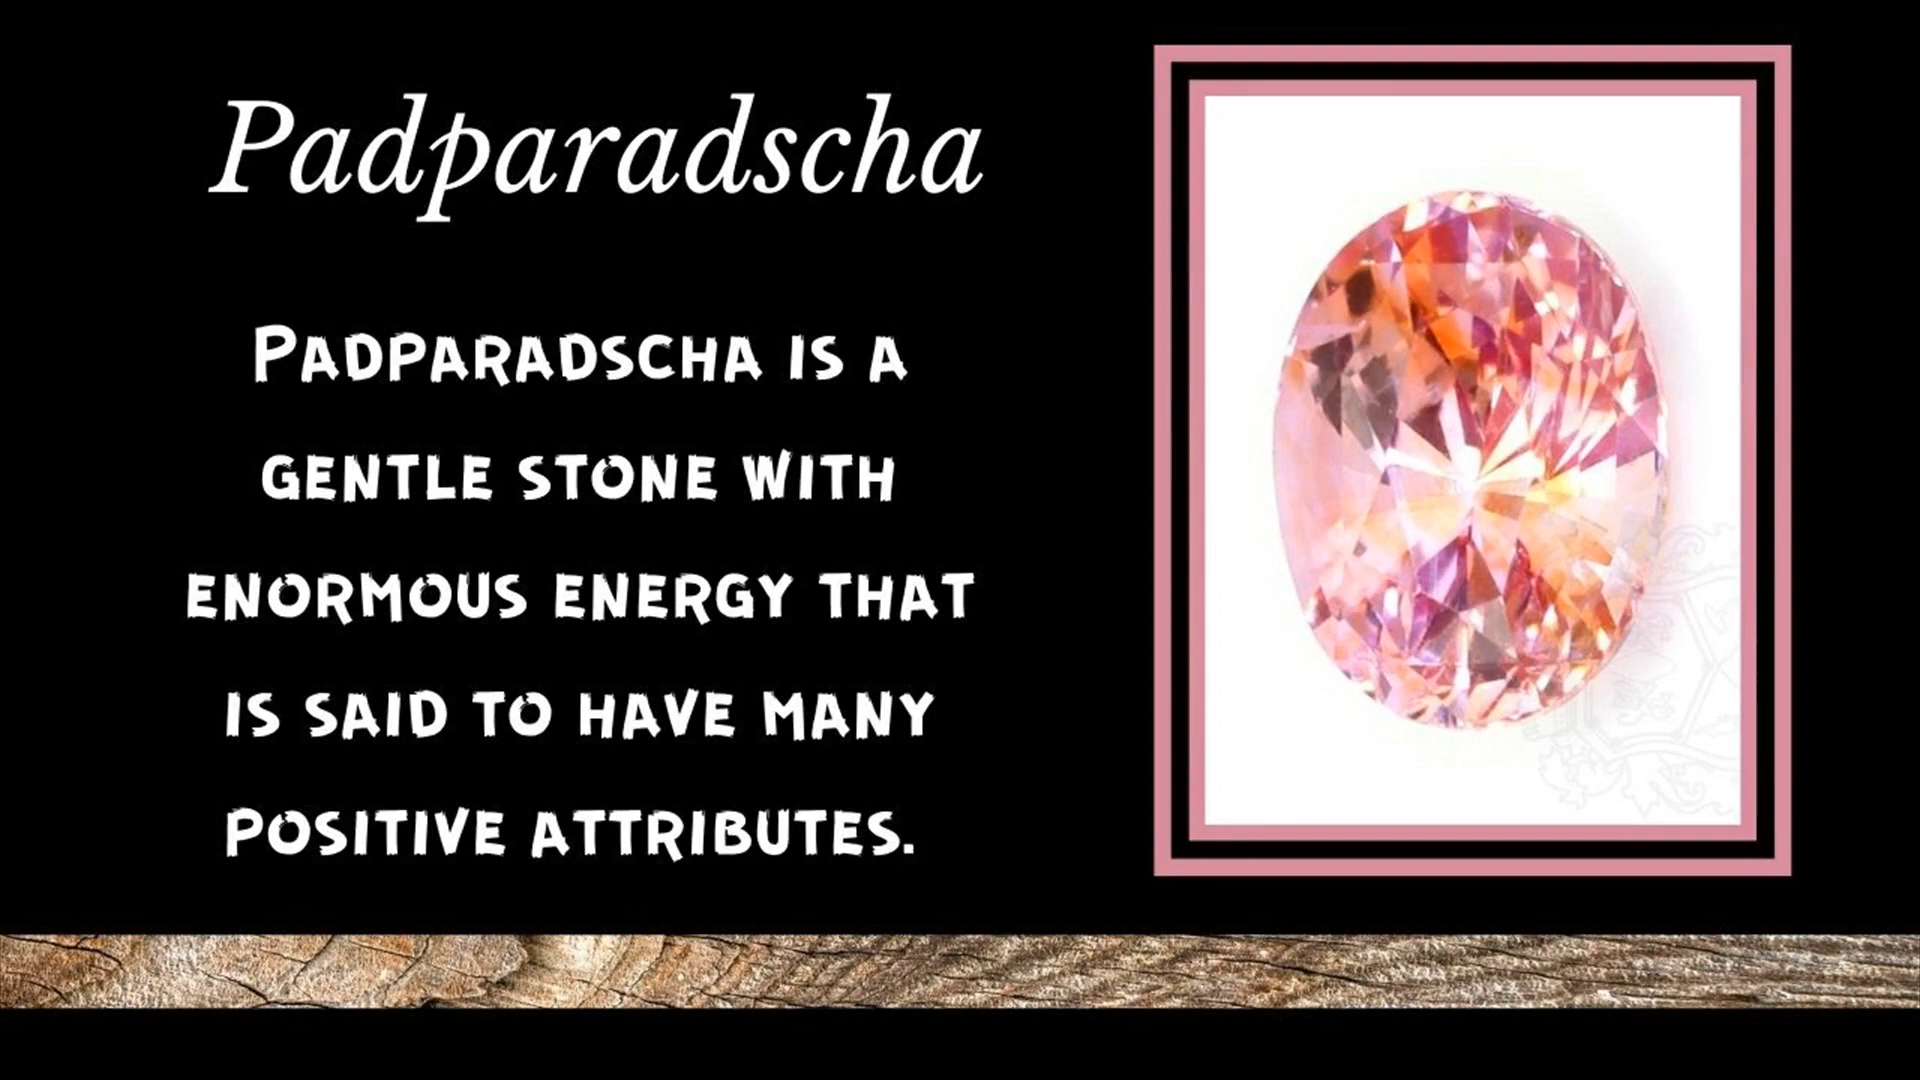 Padparadscha
Padparadscha is a
gentle stone with
enormous energy that
is said to have many
positive attributes.